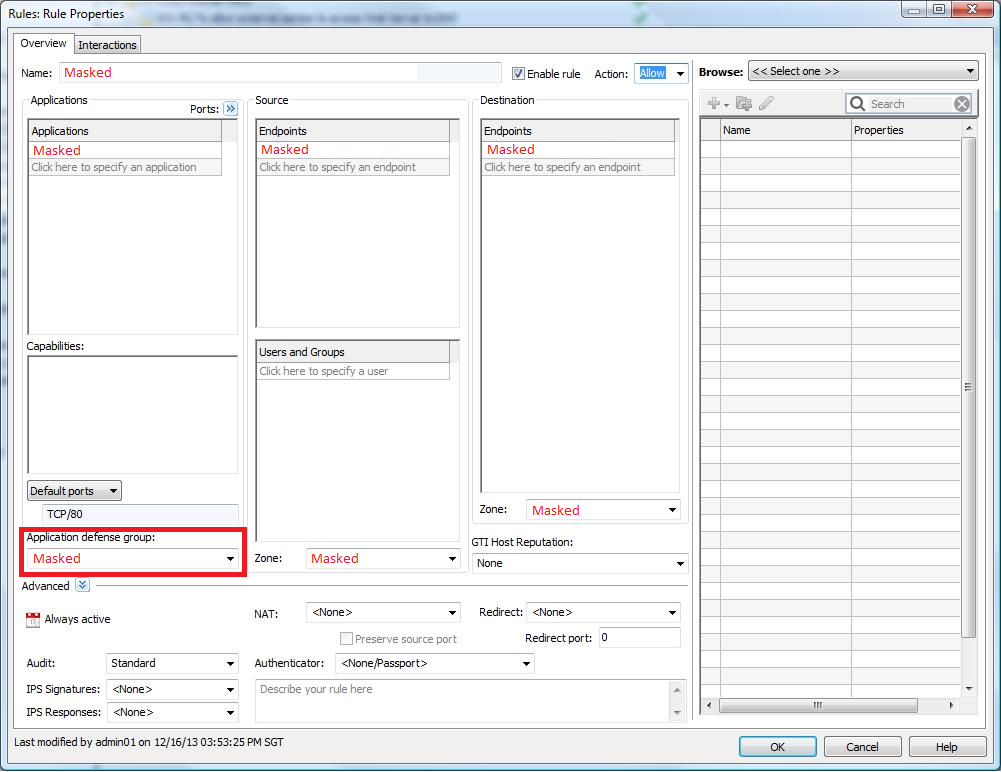 Rules: Rule Properties
Overview
Interactions
Name: Masked
Enable rule
Action: Allow
Browse: << Select one >>
Applications
Ports:
Source
Destination
Search
Applications
Masked
Click here to specify an application
Endpoints
Masked
Click here to specify an endpoint
Endpoints
Masked
Click here to specify an endpoint
Name
Properties
Capabilities:
Users and Groups
Click here to specify a user
Default ports
TCP/80
Application defense group:
Masked
Zone: Masked
Zone: Masked
GTI Host Reputation:
None
Advanced
Always active
NAT: <None>
Redirect: <None>
Preserve source port
Redirect port: 0
Audit: Standard
Authenticator: <None/Passport>
IPS Signatures: <None>
Describe your rule here
IPS Responses: <None>
Last modified by admin01 on 12/16/13 03:53:25 PM SGT
OK
Cancel
Help